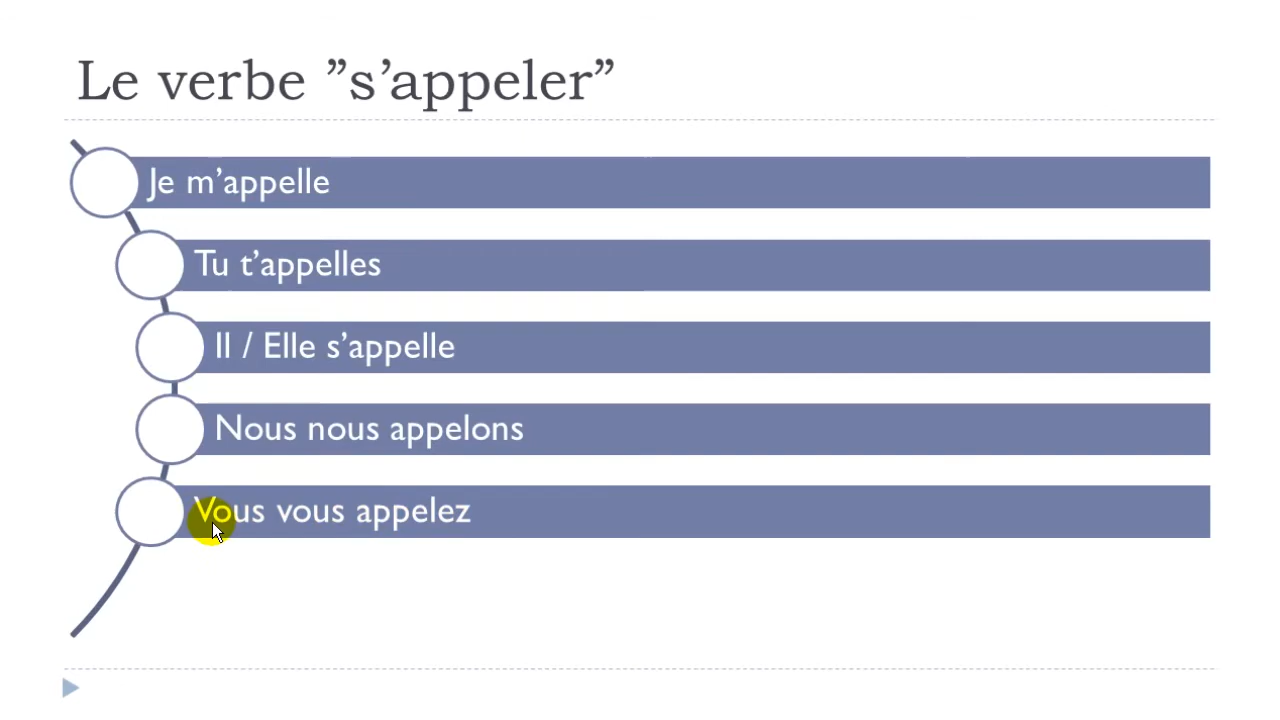 Le verbe ”s’appeler”
Je m’appelle
Tu t’appelles
Il / Elle s’appelle
Nous nous appelons
Vous vous appelez